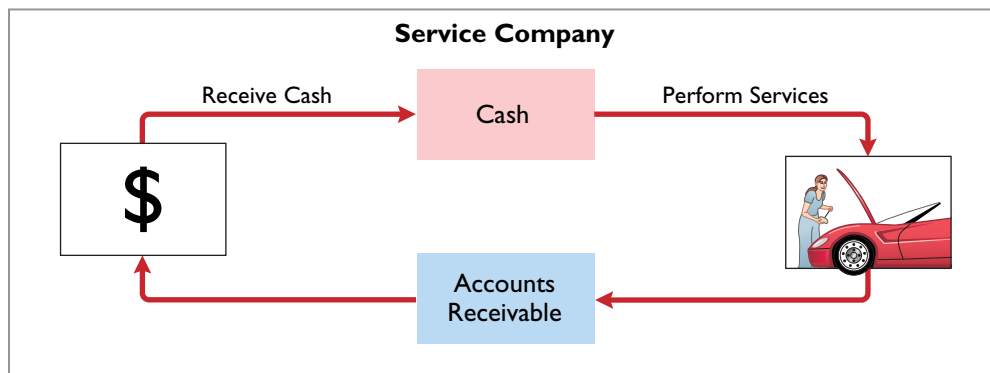 Service Company
Receive Cash
Cash
Perform Services
$
Accounts
Receivable